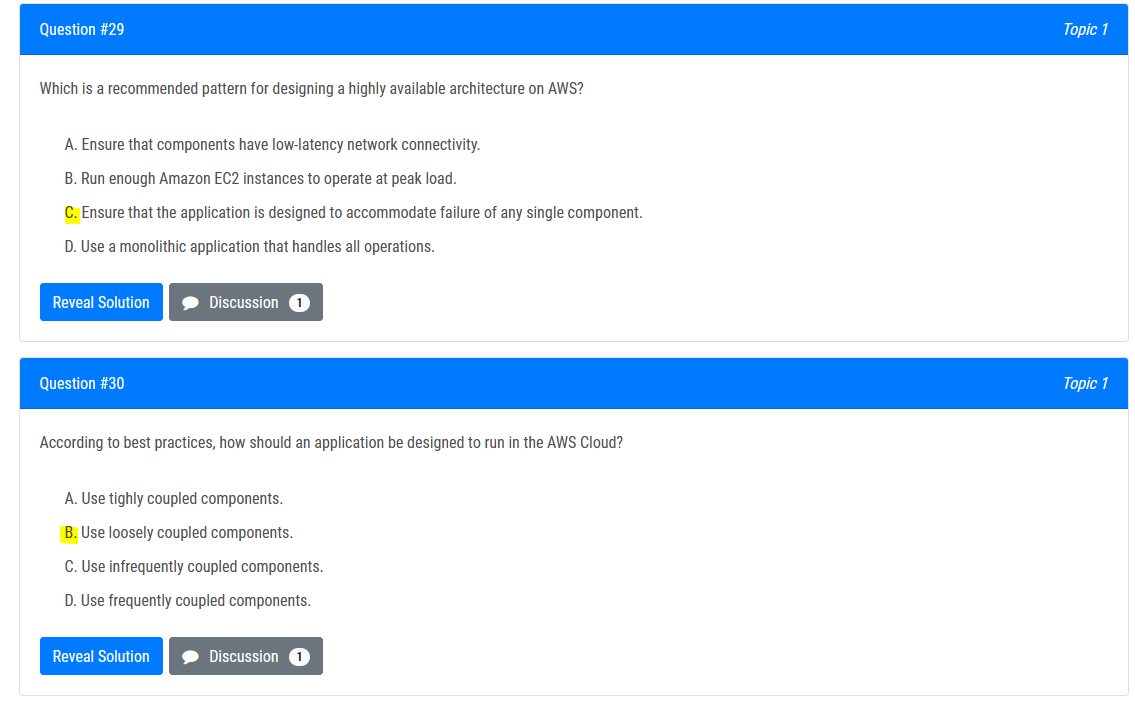 Question #29 Topic 1
Which is a recommended pattern for designing a highly available architecture on AWS?
A. Ensure that components have low-latency network connectivity.
B. Run enough Amazon EC2 instances to operate at peak load.
C. Ensure that the application is designed to accommodate failure of any single component.
D. Use a monolithic application that handles all operations.
Reveal Solution Discussion 1
Question #30 Topic 1
According to best practices, how should an application be designed to run in the AWS Cloud?
A. Use tighly coupled components.
B. Use loosely coupled components.
C. Use infrequently coupled components.
D. Use frequently coupled components.
Reveal Solution Discussion 1